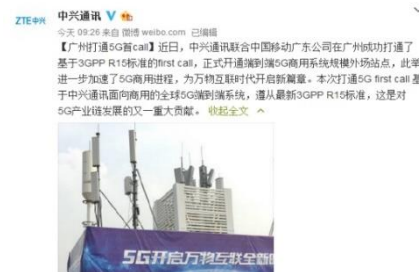 ZTE中兴
中兴通讯
今天 09:26 来自 微博 weibo.com 已编辑
【广州打通5G首call】近日，中兴通讯联合中国移动广东公司在广州成功打通了
基于3GPP R15标准的first call，正式开通端到端5G商用系统规模外场站点，此举
进一步加速了5G商用进程，为万物互联时代开启新篇章。本次打通5G first call 基
于中兴通讯面向商用的全球5G端到端系统，遵从最新3GPP R15标准，这是对
5G产业链发展的又一重大贡献。 收起全文
5G开启万物互联全新